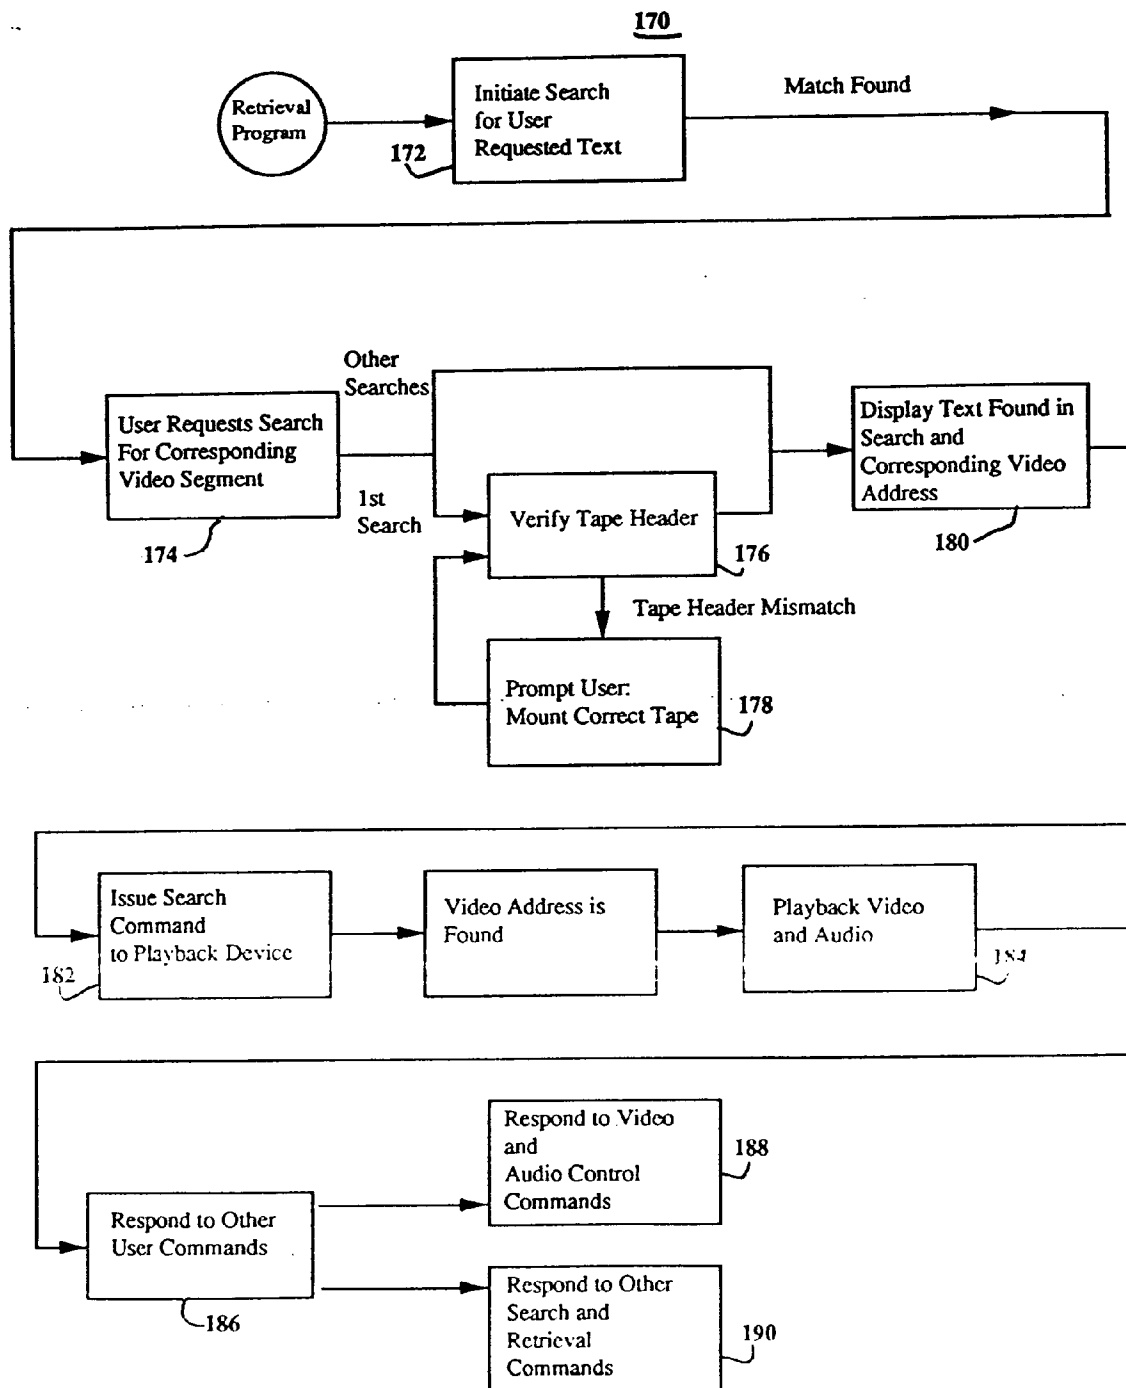 170
Retrieval
Program
Initiate Search
for User
Requested Text
172
Match Found
Other
Searches
User Requests Search
For Corresponding
Video Segment
174
1st
Search
Verify Tape Header
176
Display Text Found in
Search and
Corresponding Video
Address
180
Tape Header Mismatch
Prompt User:
Mount Correct Tape
178
Issue Search
Command
to Playback Device
182
Video Address is
Found
Playback Video
and Audio
184
Respond to Video
and
Audio Control
Commands
188
Respond to Other
User Commands
186
Respond to Other
Search and
Retrieval
Commands
190